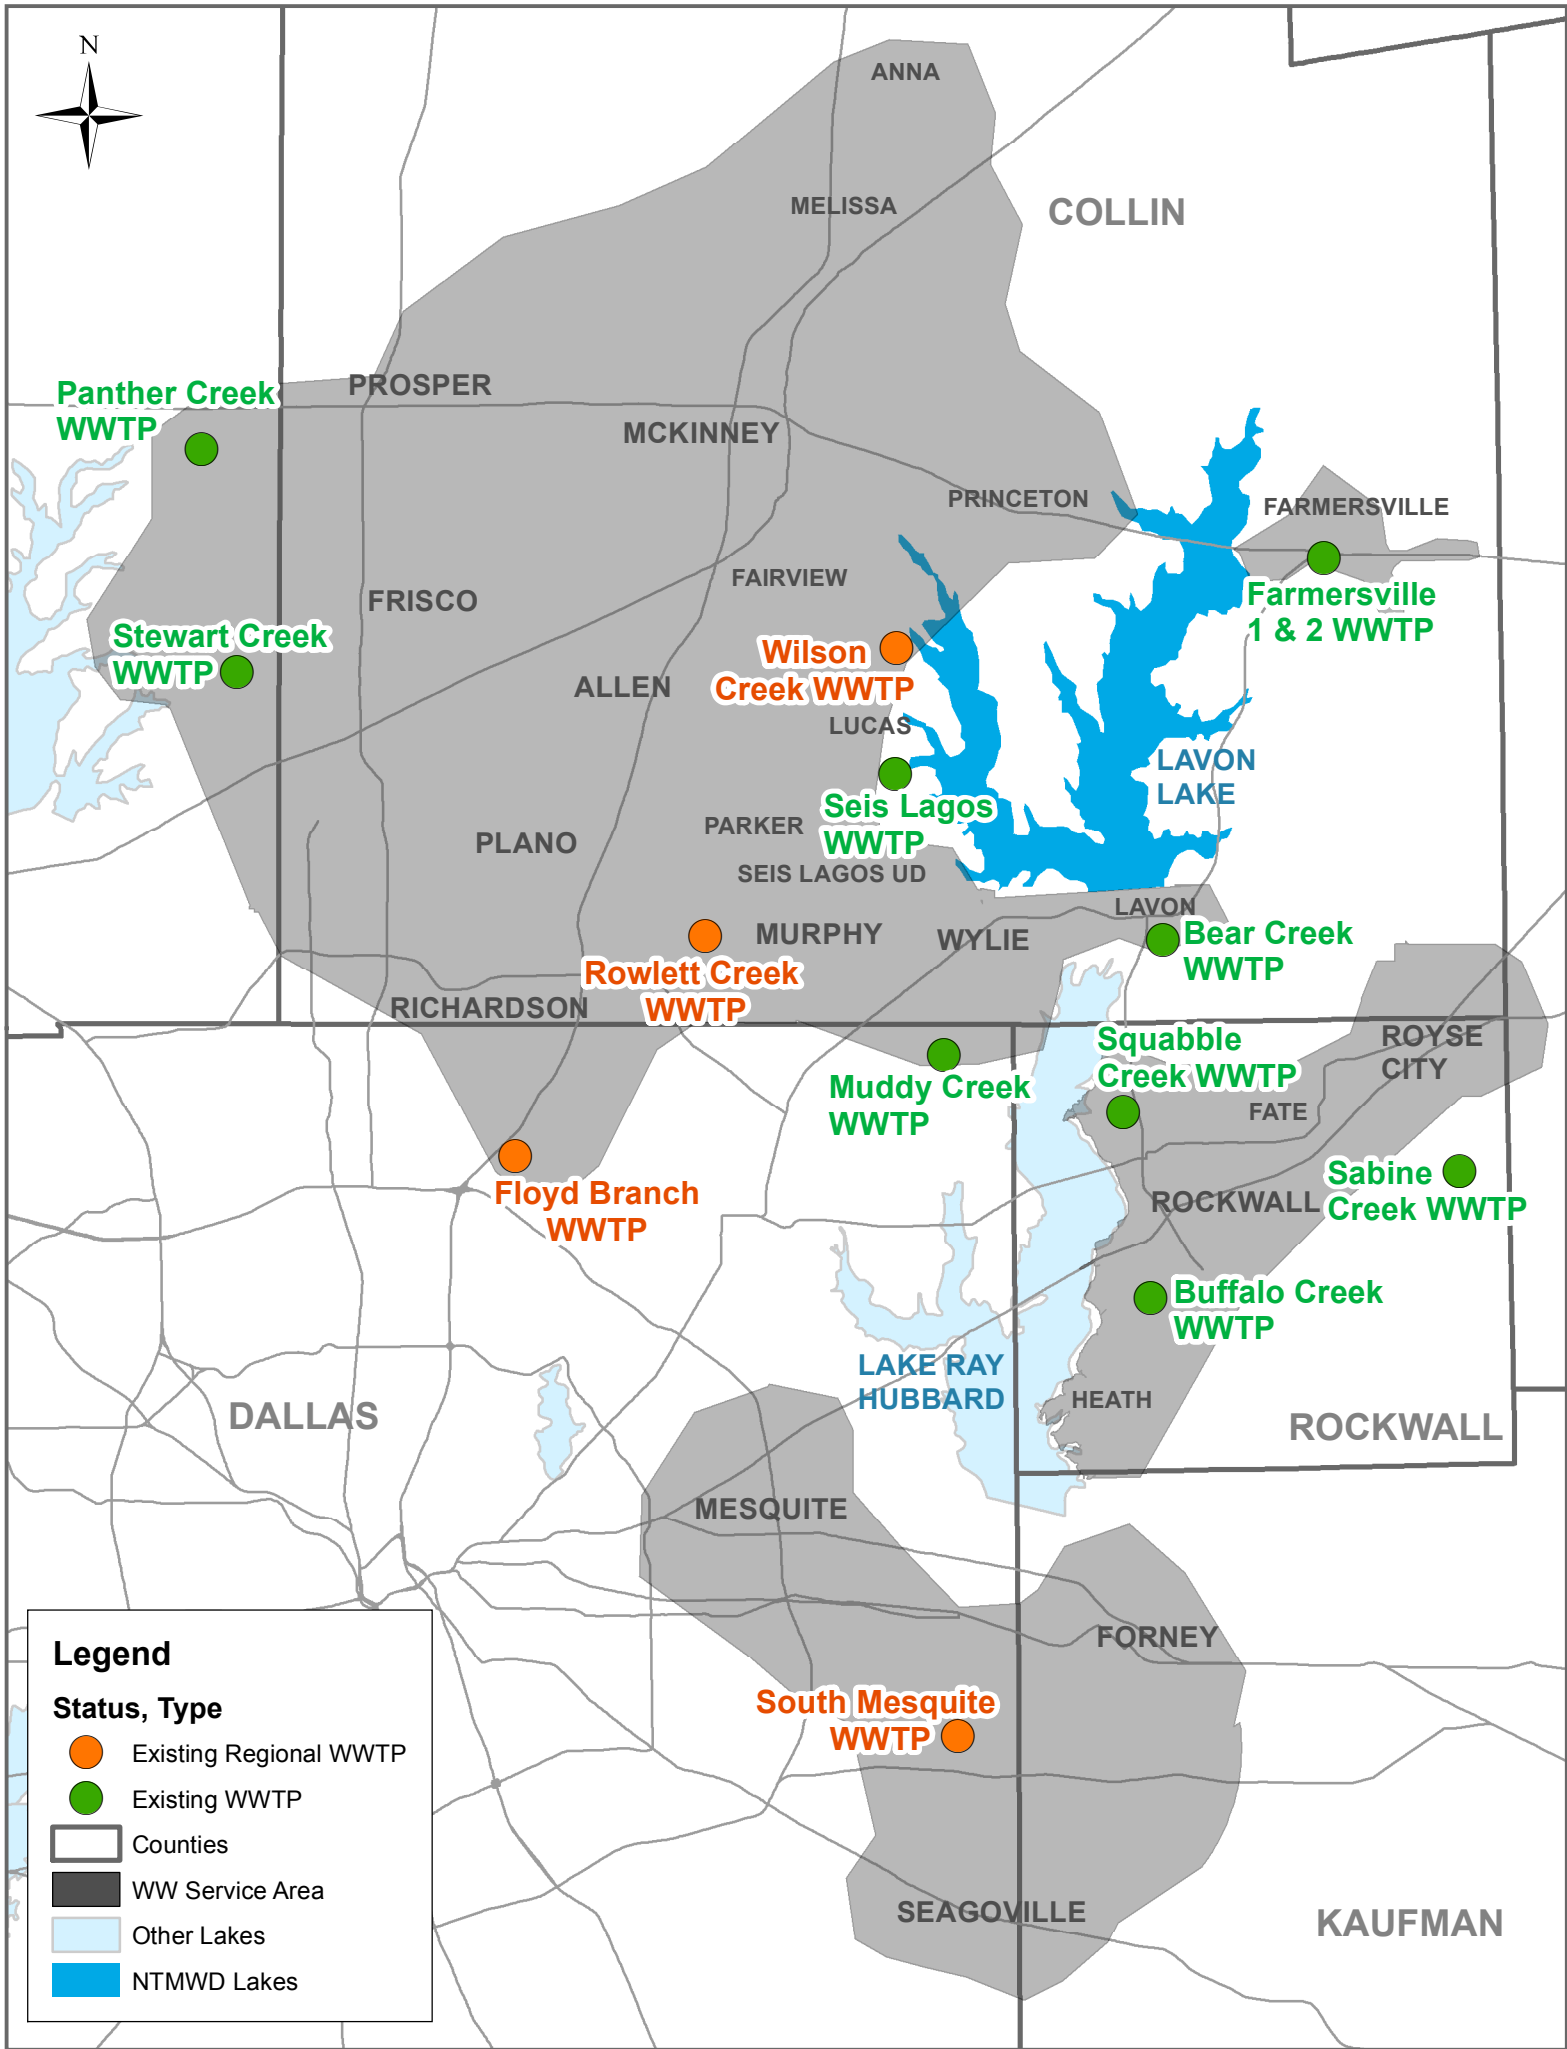 N
ANNA
MELISSA
COLLIN
Panther Creek
WWTP
PROSPER
MCKINNEY
PRINCETON
FARMERSVILLE
Farmersville
1 & 2 WWTP
FAIRVIEW
FRISCO
Stewart Creek
WWTP
Wilson
Creek WWTP
ALLEN
LUCAS
LAVON
LAKE
Seis Lagos
WWTP
PARKER
PLANO
SEIS LAGOS UD
LAVON
MURPHY
WYLIE
Bear Creek
WWTP
Rowlett Creek
WWTP
RICHARDSON
Squabble
Creek WWTP
ROYSE
CITY
Muddy Creek
WWTP
FATE
Floyd Branch
WWTP
ROCKWALL
Sabine
Creek WWTP
Buffalo Creek
WWTP
LAKE RAY
HUBBARD
HEATH
DALLAS
ROCKWALL
MESQUITE
FORNEY
South Mesquite
WWTP
SEAGOVILLE
KAUFMAN
Legend
Status, Type
Existing Regional WWTP
Existing WWTP
Counties
WW Service Area
Other Lakes
NTMWD Lakes